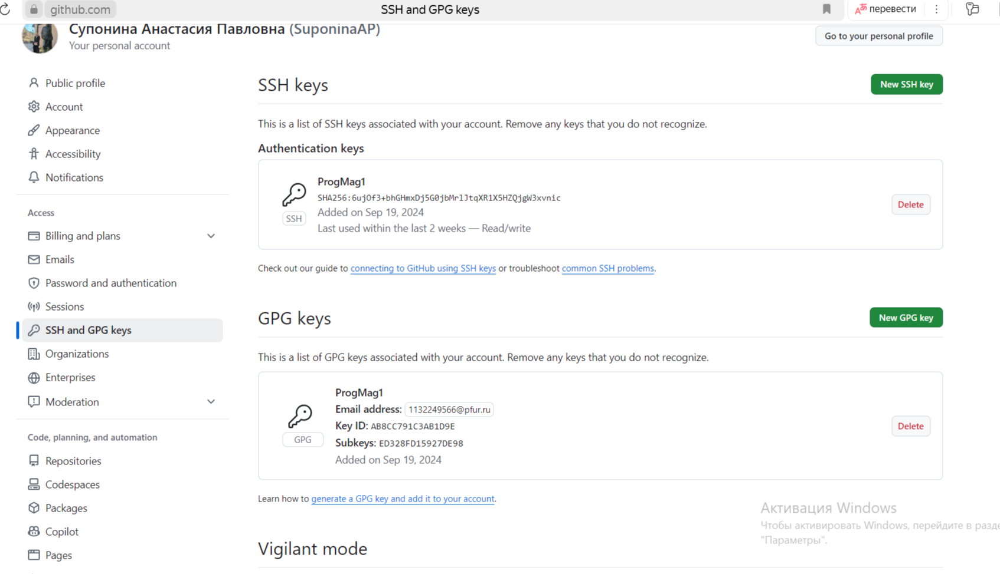 github.com
SSH and GPG keys
перевести
Супонина Анастасия Павловна (SuponinaAP)
Your personal account
Go to your personal profile
Public profile
Account
Appearance
Accessibility
Notifications
Access
Billing and plans
Emails
Password and authentication
Sessions
SSH and GPG keys
Organizations
Enterprises
Moderation
Code, planning, and automation
Repositories
Codespaces
Packages
Copilot
Pages
SSH keys
New SSH key
This is a list of SSH keys associated with your account. Remove any keys that you do not recognize.
Authentication keys
ProgMag1
SHA256:6ujOf3+bhGHmxDj5G0jbMrlJtqXR1X5HZQjgW3xvnic
SSH
Added on Sep 19, 2024
Last used within the last 2 weeks — Read/write
Delete
Check out our guide to connecting to GitHub using SSH keys or troubleshoot common SSH problems.
GPG keys
New GPG key
This is a list of GPG keys associated with your account. Remove any keys that you do not recognize.
ProgMag1
Email address: 1132249566@pfur.ru
Key ID: AB8CC791C3AB1D9E
GPG
Subkeys: ED328FD15927DE98
Added on Sep 19, 2024
Delete
Learn how to generate a GPG key and add it to your account.
Vigilant mode
Активация Windows
Чтобы активировать Windows, перейдите в разде
"Параметры".